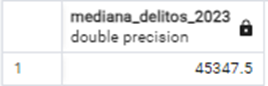 mediana_delitos_2023
double precision
1 45347.5